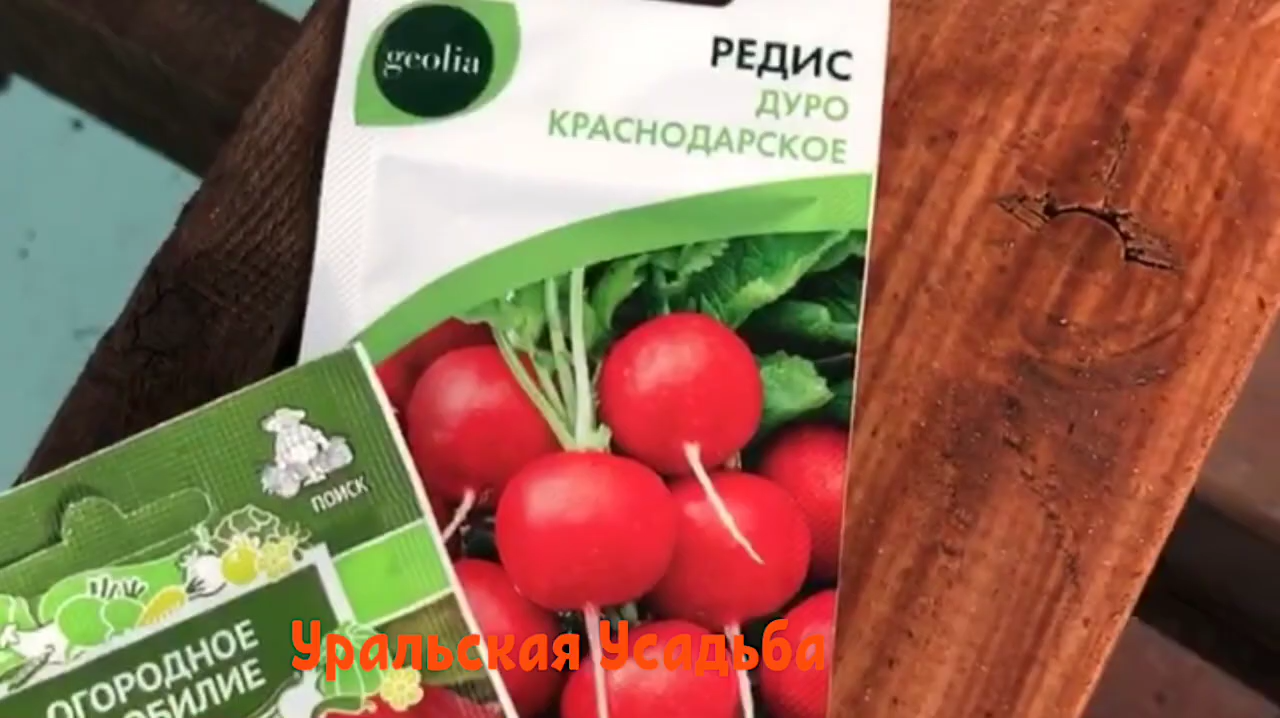 geolia
РЕДИС
ДУРО
КРАСНОДАРСКОЕ
ПОИСК
ОГОРОДНОЕ
ОБИЛИЕ
Уральская Усадьба